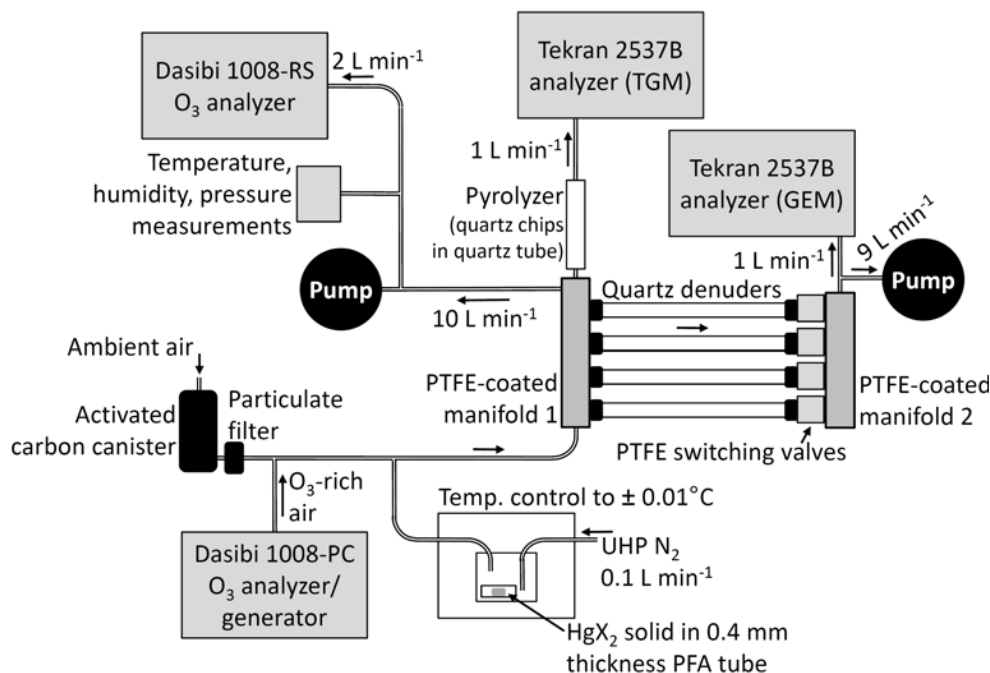 Dasibi 1008-RS
O₃ analyzer
2 L min⁻¹
Tekran 2537B
analyzer (TGM)
Temperature,
humidity, pressure
measurements
1 L min⁻¹
Pyrolyzer
(quartz chips
in quartz tube)
Tekran 2537B
analyzer (GEM)
1 L min⁻¹
9 L min⁻¹
Pump
Pump
10 L min⁻¹
Quartz denuders
Ambient air
Activated
carbon canister
Particulate
filter
PTFE-coated
manifold 1
PTFE-coated
manifold 2
PTFE switching valves
O₃-rich
air
Dasibi 1008-PC
O₃ analyzer/
generator
Temp. control to ± 0.01°C
UHP N₂
0.1 L min⁻¹
HgX₂ solid in 0.4 mm
thickness PFA tube